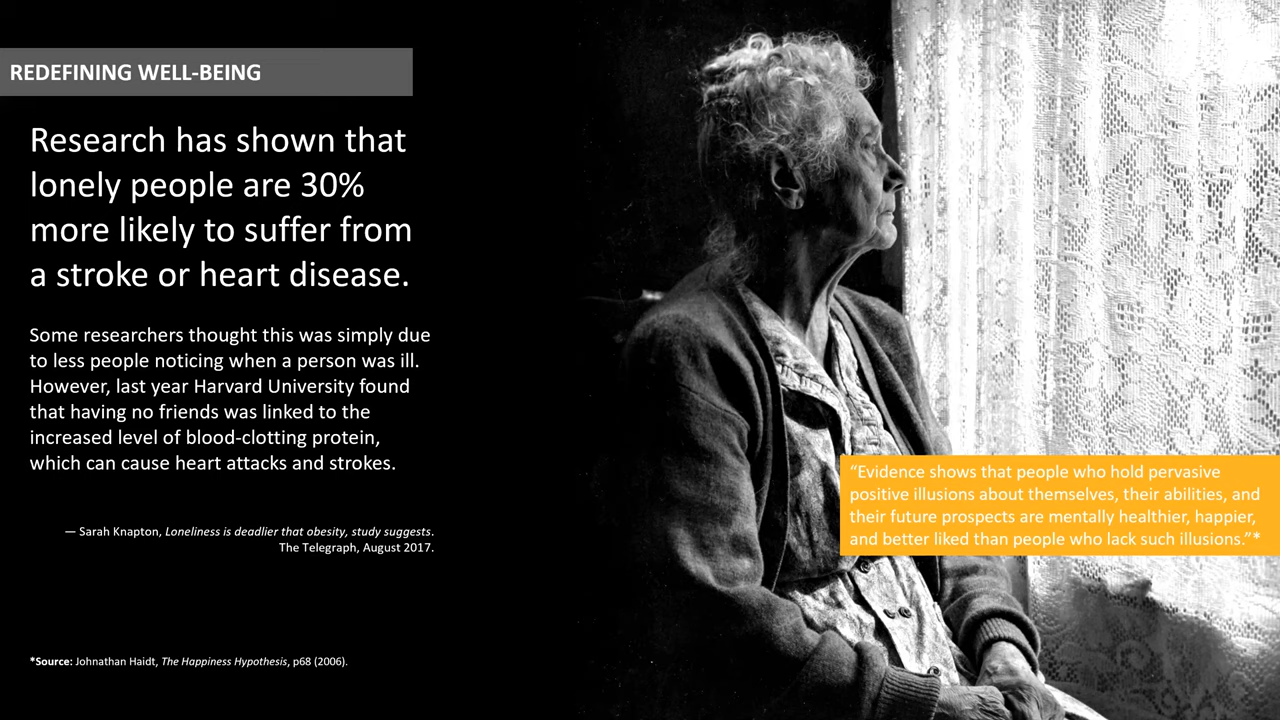 REDEFINING WELL-BEING
Research has shown that
lonely people are 30%
more likely to suffer from
a stroke or heart disease.
Some researchers thought this was simply due
to less people noticing when a person was ill.
However, last year Harvard University found
that having no friends was linked to the
increased level of blood-clotting protein,
which can cause heart attacks and strokes.
— Sarah Knapton, Loneliness is deadlier that obesity, study suggests.
The Telegraph, August 2017.
“Evidence shows that people who hold pervasive
positive illusions about themselves, their abilities, and
their future prospects are mentally healthier, happier,
and better liked than people who lack such illusions.”*
*Source: Johnathan Haidt, The Happiness Hypothesis, p68 (2006).